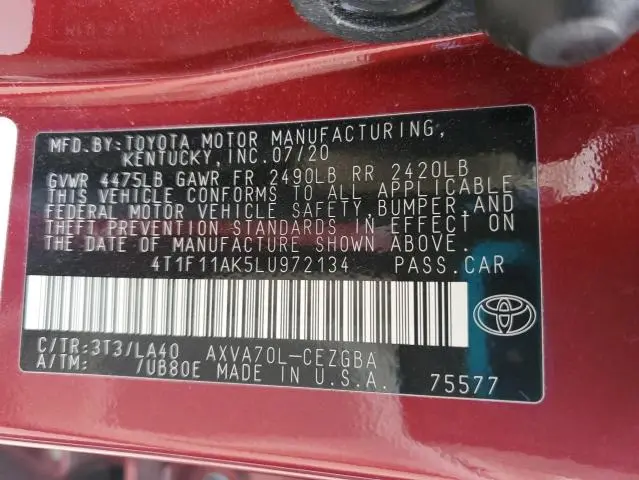 MFD.BY:TOYOTA MOTOR MANUFACTURING,
KENTUCKY,INC.07/20
GVWR 4475LB GAWR FR 2490LB RR 2420LB
THIS VEHICLE CONFORMS TO ALL APPLICABLE
FEDERAL MOTOR VEHICLE SAFETY,BUMPER,AND
THEFT PREVENTION STANDARDS IN EFFECT ON
THE DATE OF MANUFACTURE SHOWN ABOVE.
4T1F11AK5LU972134 PASS.CAR
C/TR:3T3/LA40 AXVA70L-CEZGBA
A/TM: /UB80E MADE IN U.S.A. 75577